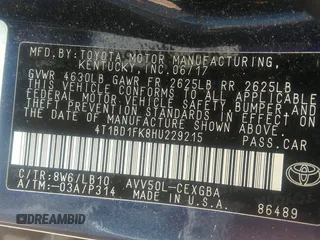 MFD.BY:TOYOTA MOTOR MANUFACTURING,
KENTUCKY, INC.06/17
GVWR 4630LB GAWR FR 2625LB RR 2625LB
THIS VEHICLE CONFORMS TO ALL APPLICABLE
FEDERAL MOTOR VEHICLE SAFETY, BUMPER AND
THEFT PREVENTION STANDARDS IN EFFECT ON
THE DATE OF MANUFACTURE SHOWN ABOVE.
4T1BD1FK8HU229215 PASS.CAR
C/TR:8W6/LB10 AVV50L-CEXGBA
A/TM:-03A/P314 MADE IN U.S.A.
TOYOTA
86489
DREAMBID